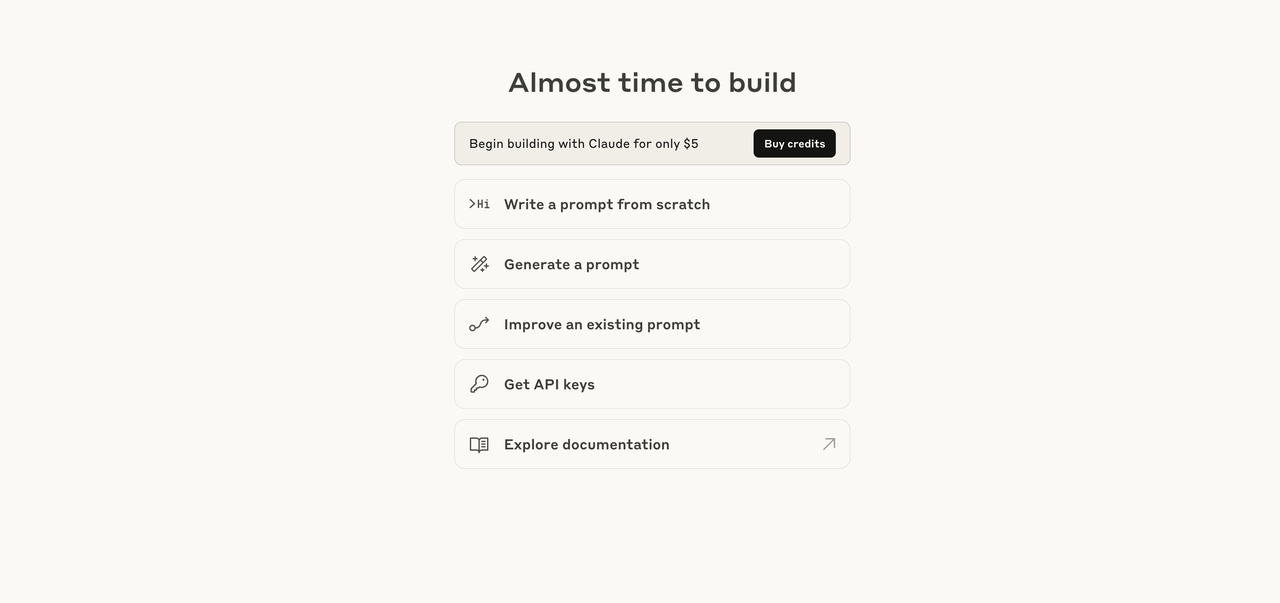 Almost time to build
Begin building with Claude for only $5
Buy credits
>Hi
Write a prompt from scratch
Generate a prompt
Improve an existing prompt
Get API keys
Explore documentation